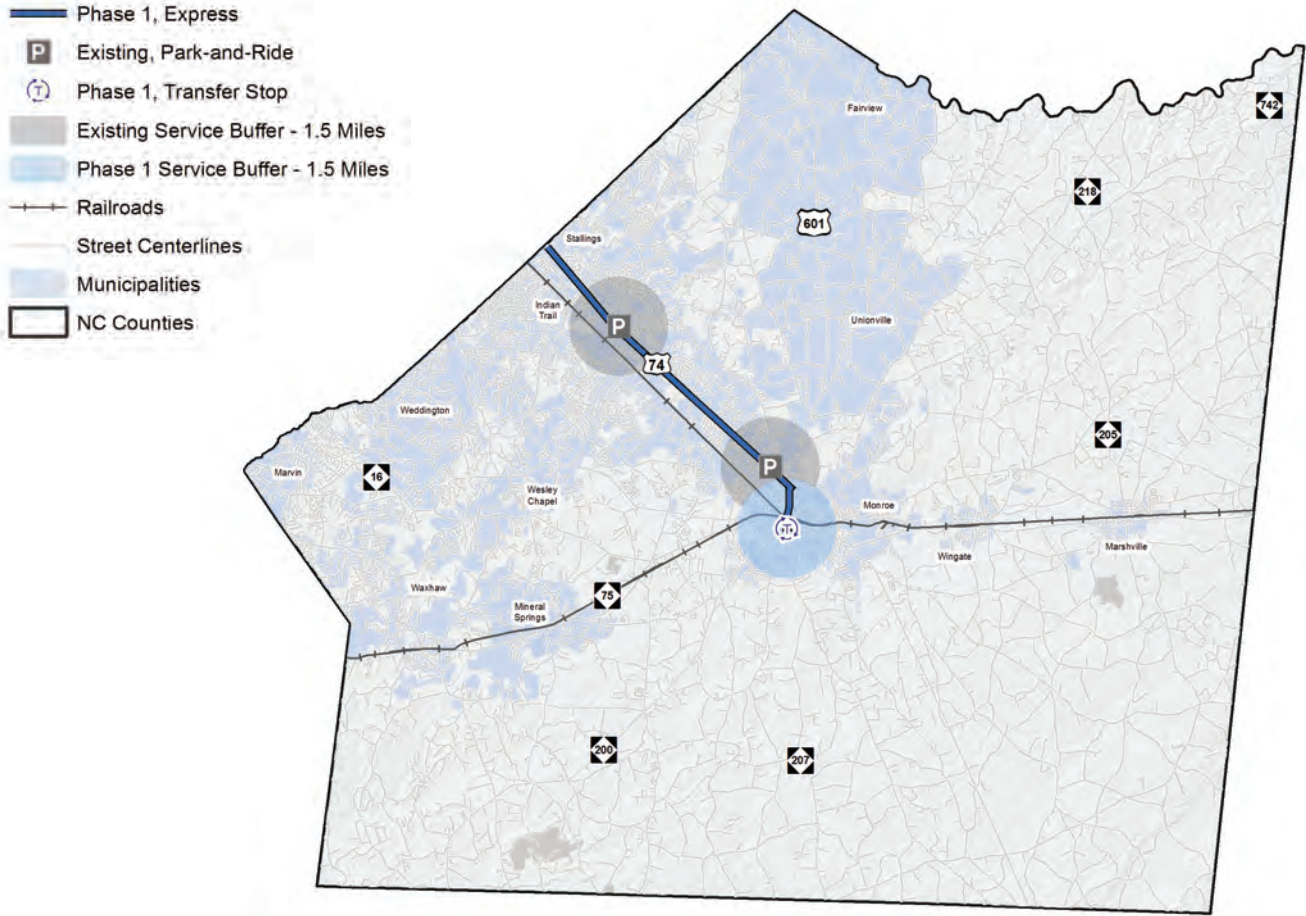 Phase 1, Express
P
Existing, Park-and-Ride
T
Phase 1, Transfer Stop
Existing Service Buffer - 1.5 Miles
Phase 1 Service Buffer - 1.5 Miles
Railroads
Street Centerlines
Municipalities
NC Counties
742
Fairview
218
601
Stallings
Indian
Trail
P
Unionville
74
Weddington
205
Marvin
16
P
Wesley
Chapel
Monroe
T
Wingate
Marshville
Waxhaw
75
Mineral
Springs
200
207